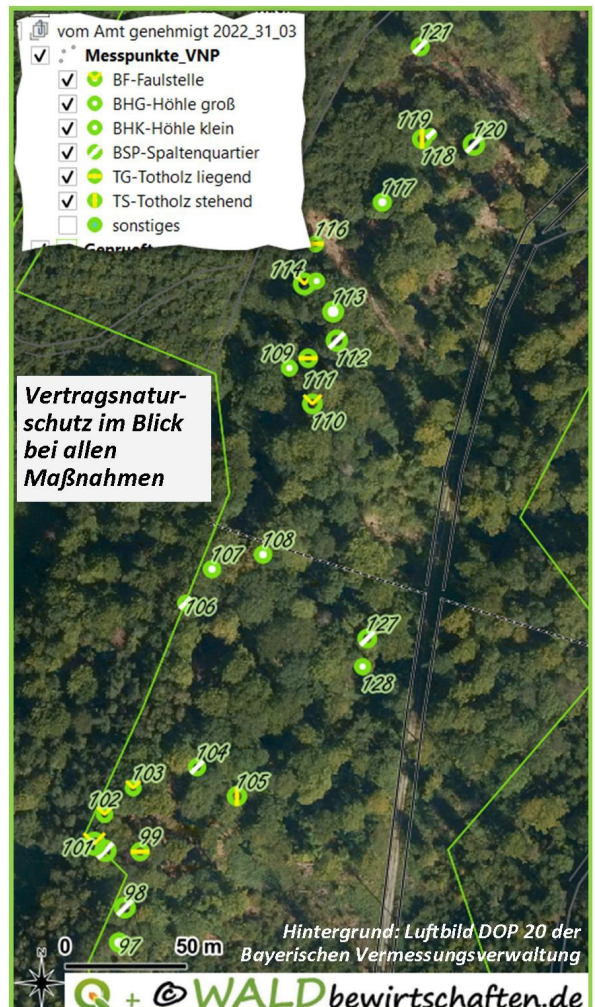 vom Amt genehmigt 2022_31_03
Messpunkte_VNP
BF-Faulstelle
BHG-Höhle groß
BHK-Höhle klein
BSP-Spaltenquartier
TG-Totholz liegend
TS-Totholz stehend
sonstiges
121
119
120
118
117
116
114
113
112
109
111
110
Vertragsnatur-
schutz im Blick
bei allen
Maßnahmen
108
107
106
127
128
104
103
105
102
101
99
98
97
Hintergrund: Luftbild DOP 20 der
Bayerischen Vermessungsverwaltung
N
0 50 m
+ WALDbewirtschaften.de